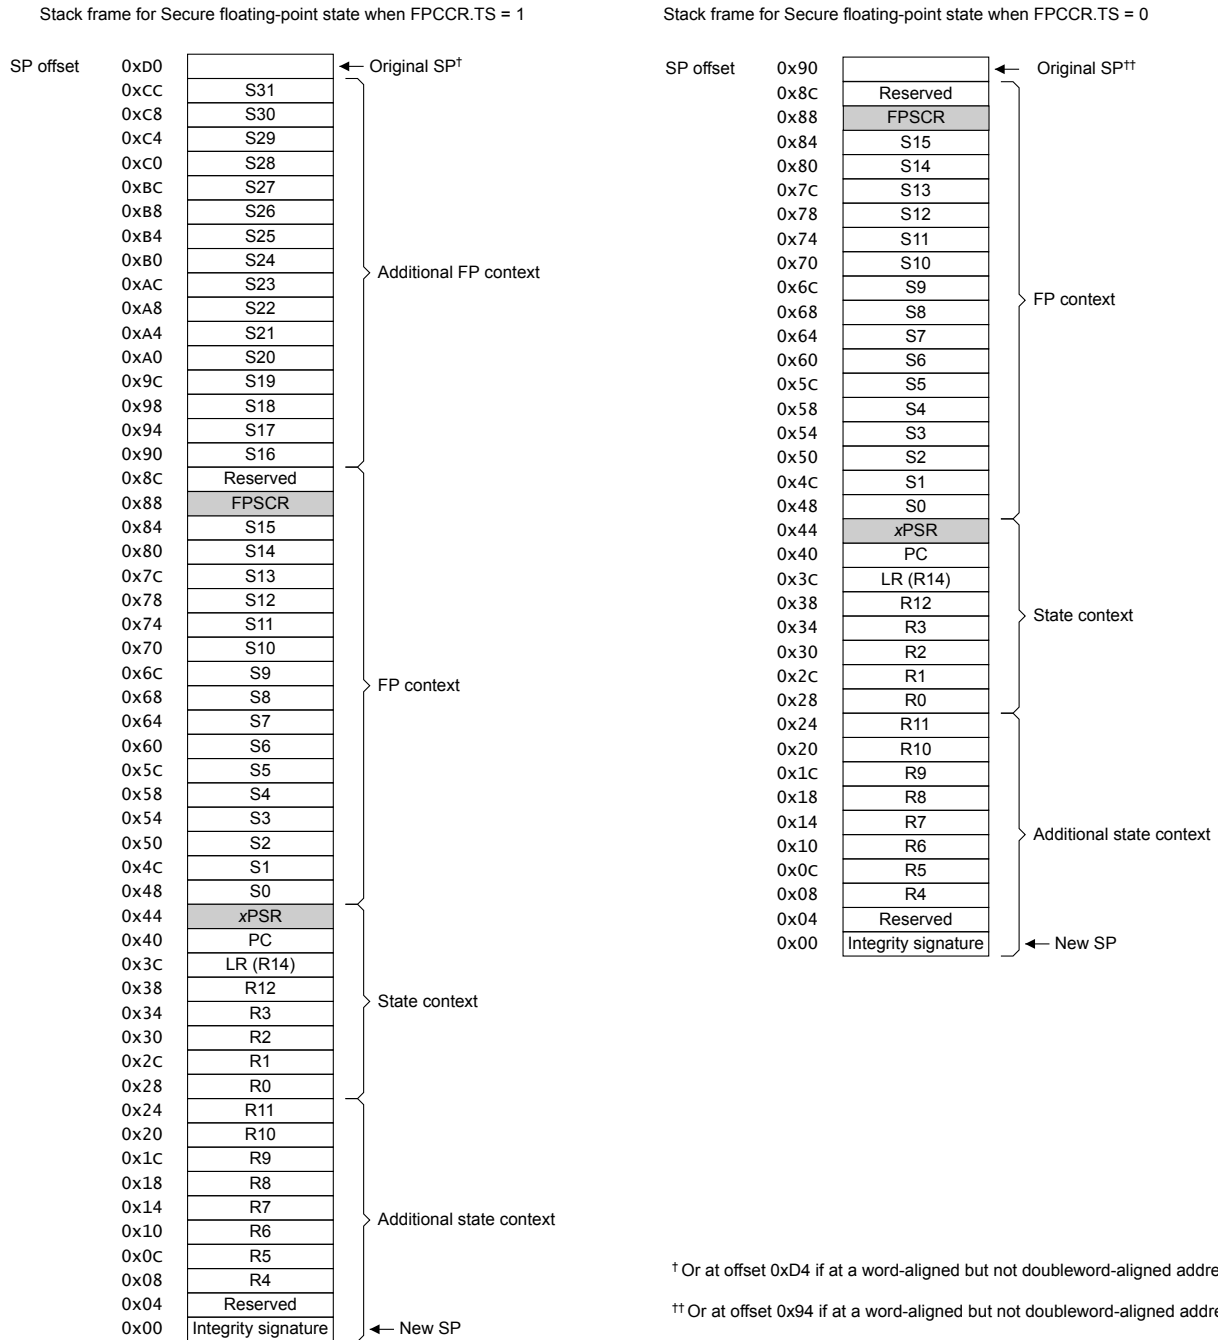 Stack frame for Secure floating-point state when FPCCR.TS = 1
SP offset 0xD0 Original SP†
0xCC S31
0xC8 S30
0xC4 S29
0xC0 S28
0xBC S27
0xB8 S26
0xB4 S25
0xB0 S24
Additional FP context
0xAC S23
0xA8 S22
0xA4 S21
0xA0 S20
0x9C S19
0x98 S18
0x94 S17
0x90 S16
0x8C Reserved
0x88 FPSCR
0x84 S15
0x80 S14
0x7C S13
0x78 S12
0x74 S11
0x70 S10
0x6C S9
FP context
0x68 S8
0x64 S7
0x60 S6
0x5C S5
0x58 S4
0x54 S3
0x50 S2
0x4C S1
0x48 S0
0x44 xPSR
0x40 PC
0x3C LR (R14)
0x38 R12
State context
0x34 R3
0x30 R2
0x2C R1
0x28 R0
0x24 R11
0x20 R10
0x1C R9
0x18 R8
0x14 R7
Additional state context
0x10 R6
0x0C R5
0x08 R4
0x04 Reserved
0x00 Integrity signature New SP
Stack frame for Secure floating-point state when FPCCR.TS = 0
SP offset 0x90 Original SP††
0x8C Reserved
0x88 FPSCR
0x84 S15
0x80 S14
0x7C S13
0x78 S12
0x74 S11
0x70 S10
0x6C S9
FP context
0x68 S8
0x64 S7
0x60 S6
0x5C S5
0x58 S4
0x54 S3
0x50 S2
0x4C S1
0x48 S0
0x44 xPSR
0x40 PC
0x3C LR (R14)
0x38 R12
State context
0x34 R3
0x30 R2
0x2C R1
0x28 R0
0x24 R11
0x20 R10
0x1C R9
0x18 R8
0x14 R7
Additional state context
0x10 R6
0x0C R5
0x08 R4
0x04 Reserved
0x00 Integrity signature New SP
† Or at offset 0xD4 if at a word-aligned but not doubleword-aligned addre
†† Or at offset 0x94 if at a word-aligned but not doubleword-aligned addre